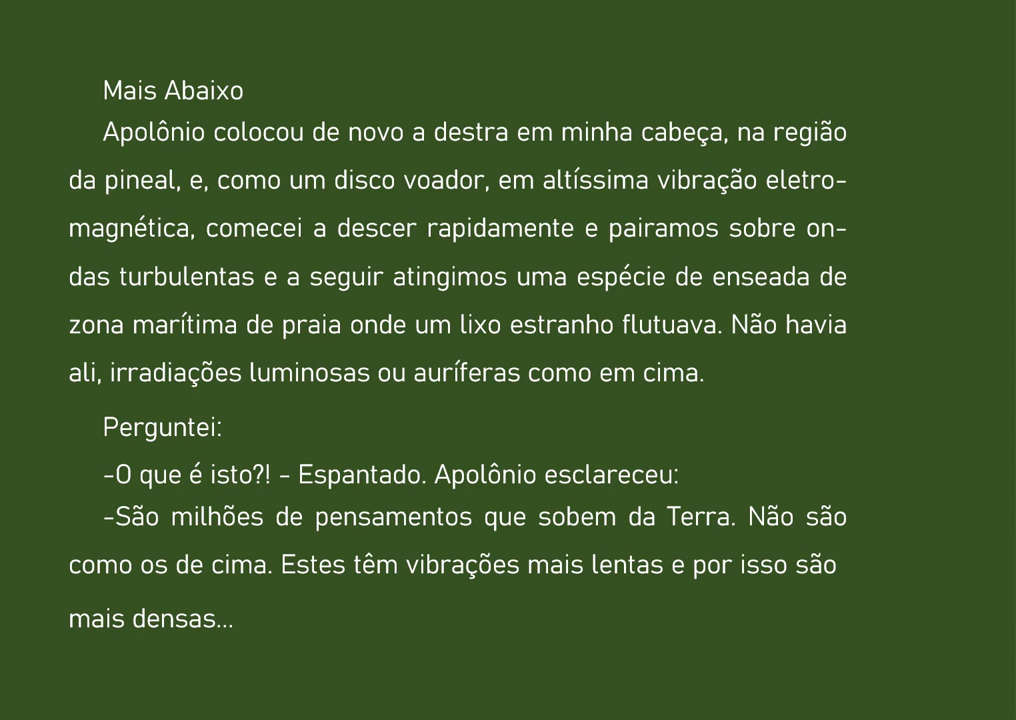 Mais Abaixo
Apolônio colocou de novo a destra em minha cabeça, na região
da pineal, e, como um disco voador, em altíssima vibração eletro-
magnética, comecei a descer rapidamente e pairamos sobre on-
das turbulentas e a seguir atingimos uma espécie de enseada de
zona marítima de praia onde um lixo estranho flutuava. Não havia
ali, irradiações luminosas ou auríferas como em cima.
Perguntei:
-O que é isto?! - Espantado. Apolônio esclareceu:
-São milhões de pensamentos que sobem da Terra. Não são
como os de cima. Estes têm vibrações mais lentas e por isso são
mais densas...